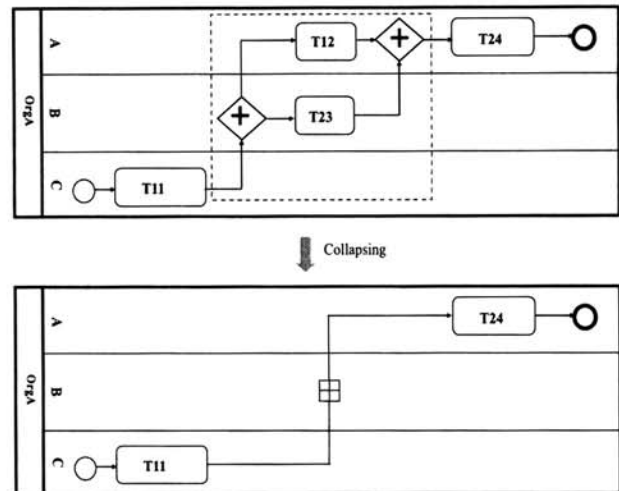 OrgA
A
T12
T24
B
T23
C
T11
Collapsing
OrgA
A
T24
B
C
T11